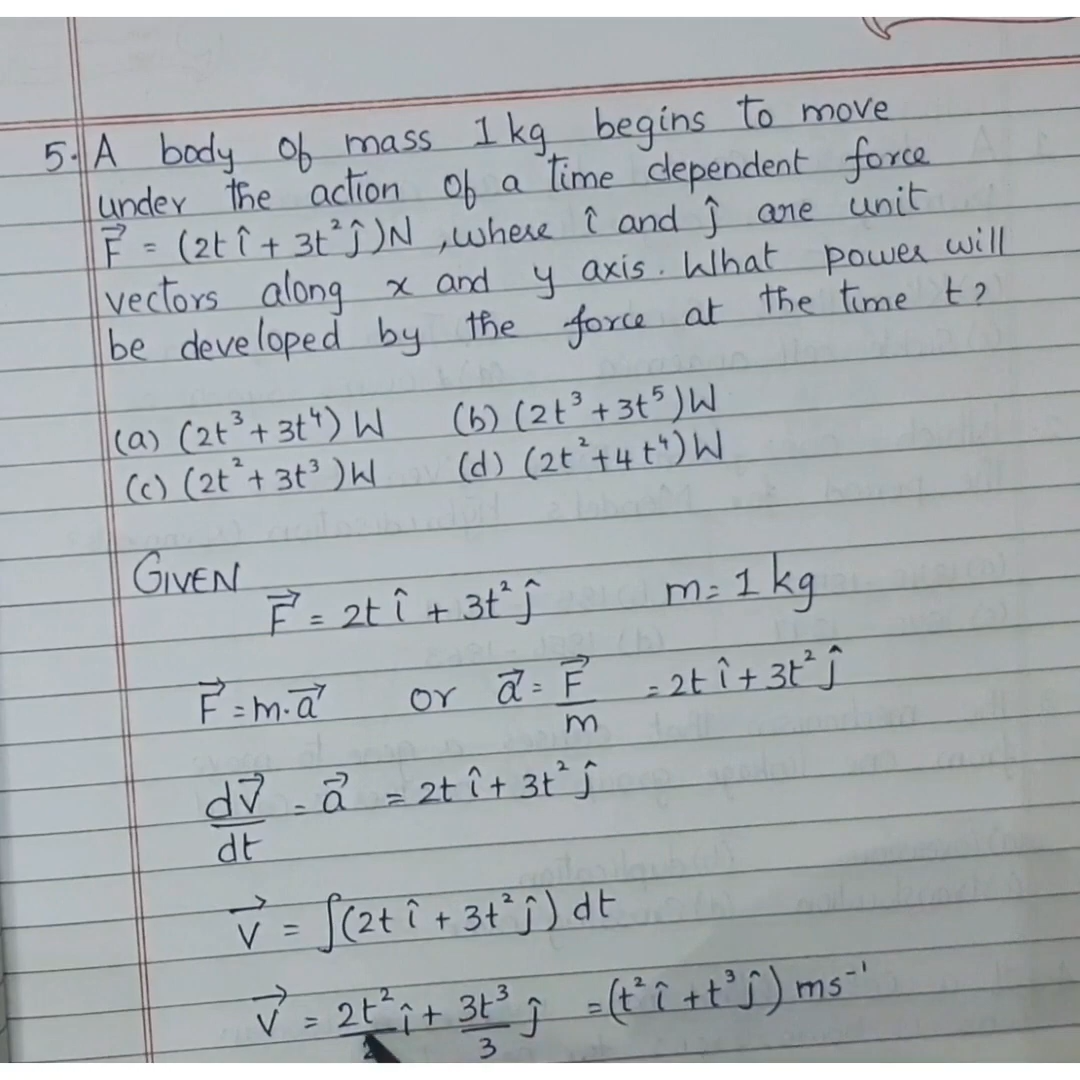 5. A body of mass 1 kg begins to move
under the action of a time dependent force
F⃗ = (2t î + 3t² ĵ)N , where î and ĵ are unit
vectors along x and y axis. What power will
be developed by the force at the time t?
(a) (2t³ + 3t⁴) W (b) (2t³ + 3t⁵) W
(c) (2t² + 3t³) W (d) (2t² + 4t⁴) W
GIVEN
F⃗ = 2t î + 3t² ĵ m = 1 kg
F⃗ = m.a⃗ or a⃗ = F⃗/m = 2t î + 3t² ĵ
dv⃗/dt = a⃗ = 2t î + 3t² ĵ
v⃗ = ∫(2t î + 3t² ĵ) dt
v⃗ = 2t²/2 î + 3t³/3 ĵ = (t² î + t³ ĵ) ms⁻¹